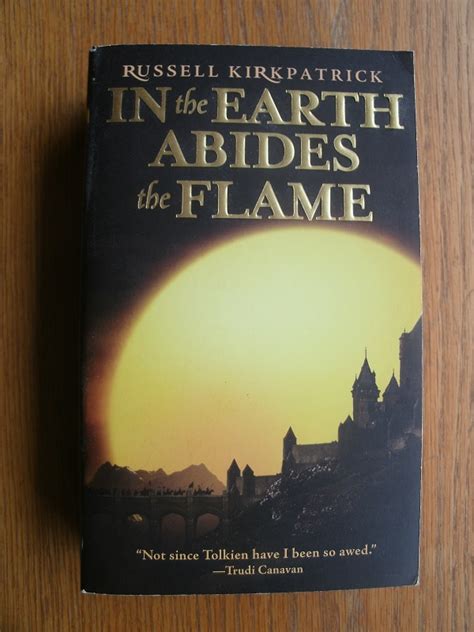 RUSSELL KIRKPATRICK
IN the EARTH
ABIDES
the FLAME
“Not since Tolkien have I been so awed.”
—Trudi Canavan